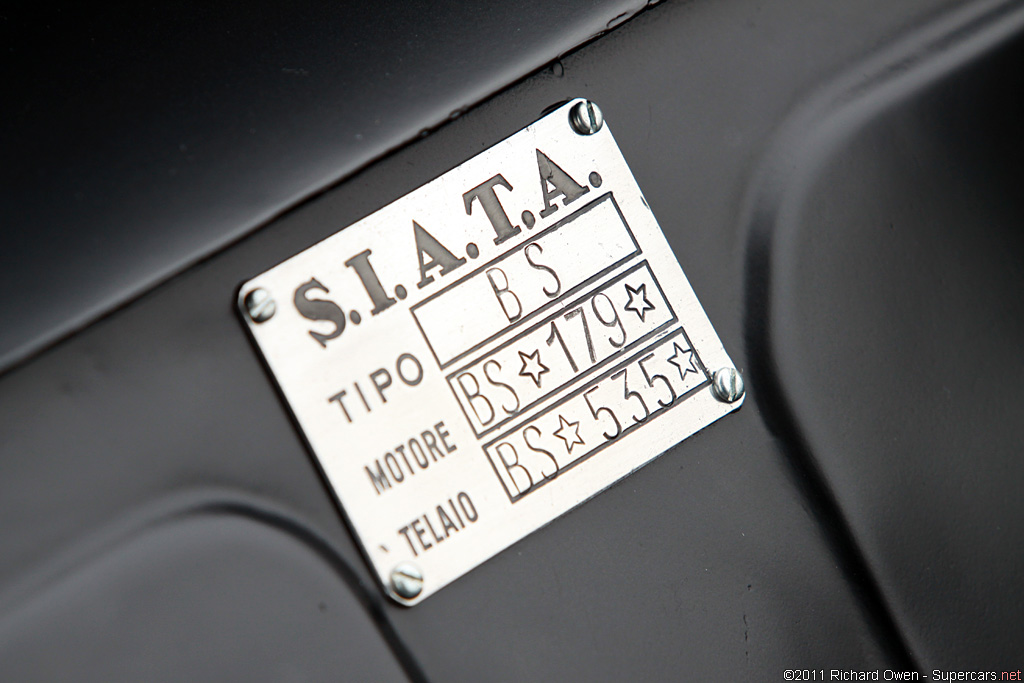 S.I.A.T.A.
TIPO BS
MOTORE BS☆179☆
TELAIO BS☆535☆
©2011 Richard Owen - Supercars.net